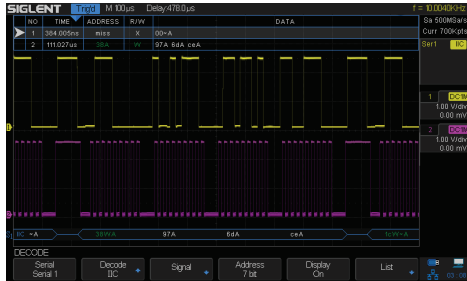 SIGLENT Trig'd M 100μs Delay:478.0μs f = 10.0040KHz
NO TIME ADDRESS R/W DATA
1 384.005ns miss X 00~A
2 111.027us 38A W 97A 6dA ceA
Sa 500MSa/s
Curr 700Kpts
Ser1 IIC
1 DC1M
1.00 V/div
0.00 mV
2 DC1M
1.00 V/div
0.00 mV
IIC ~A 38WA 97A 6dA ceA
DECODE
Serial Decode Signal Address Display List
Serial 1 IIC 7 bit On